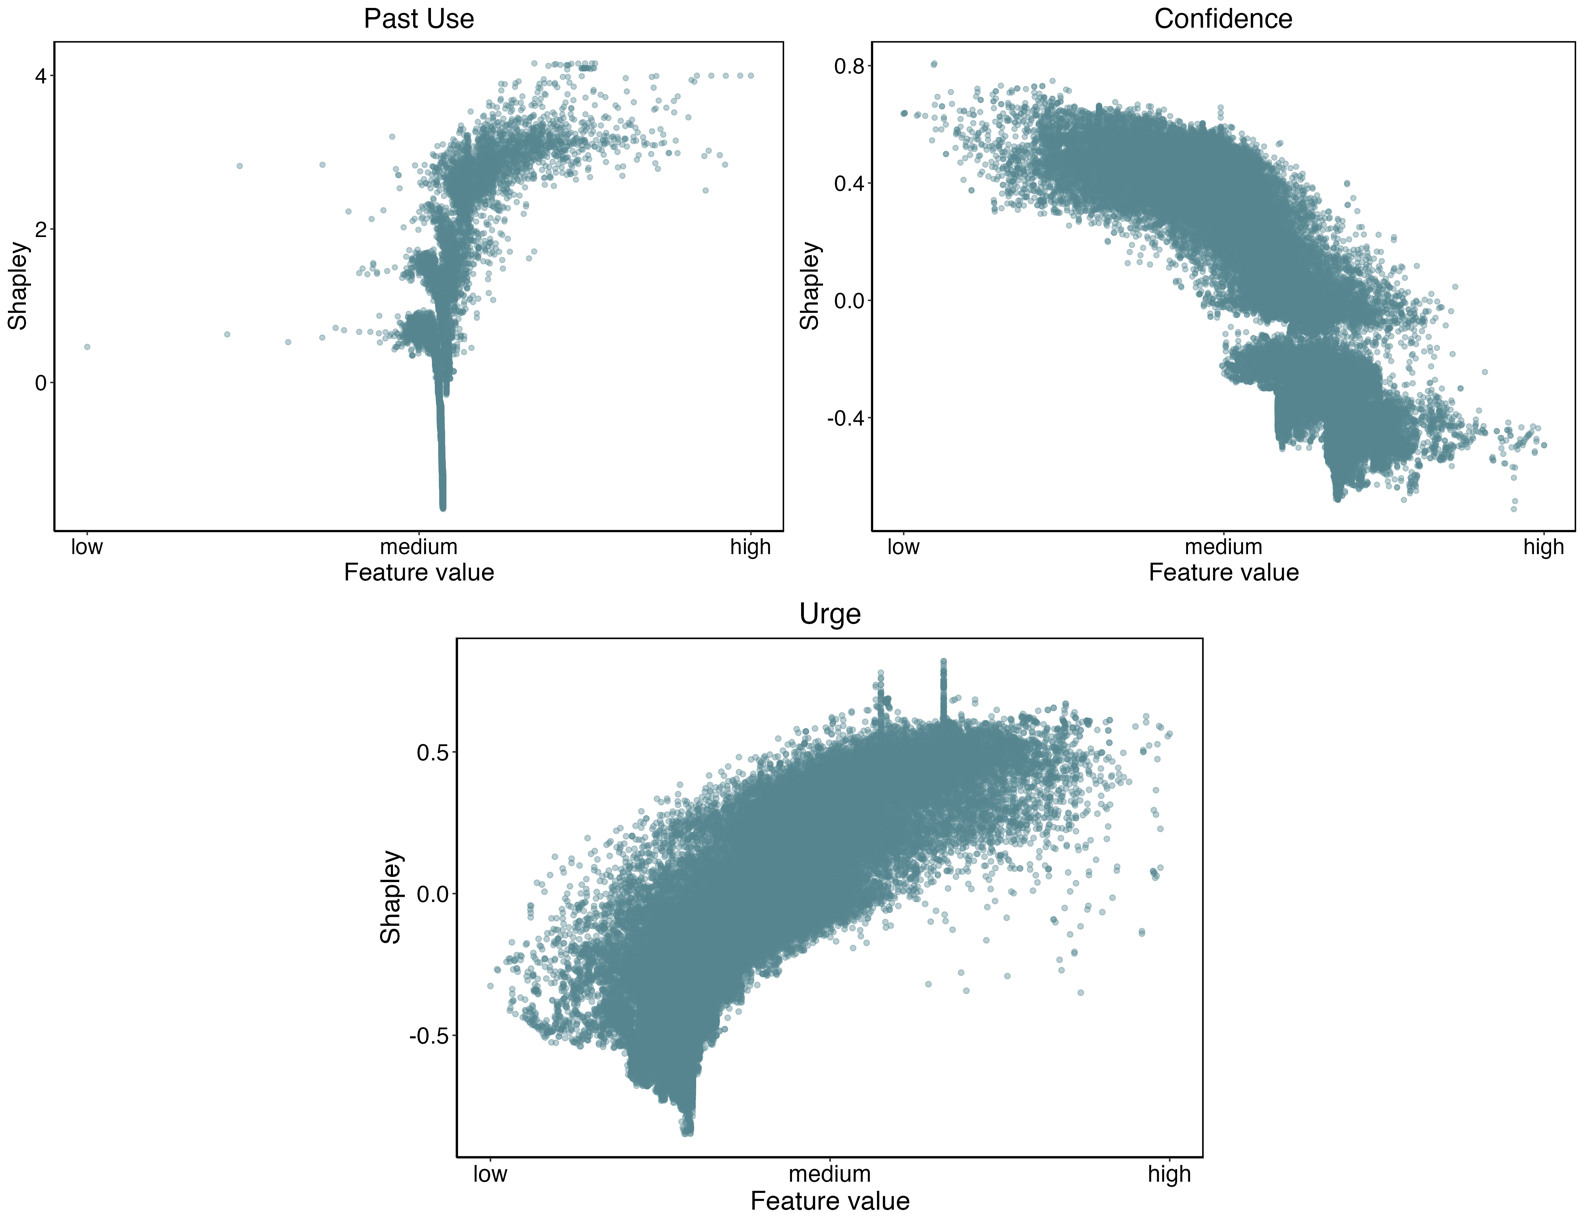 Past Use
4
2
0
Shapley
low medium high
Feature value
Confidence
0.8
0.4
0.0
-0.4
Shapley
low medium high
Feature value
Urge
0.5
0.0
-0.5
Shapley
low medium high
Feature value